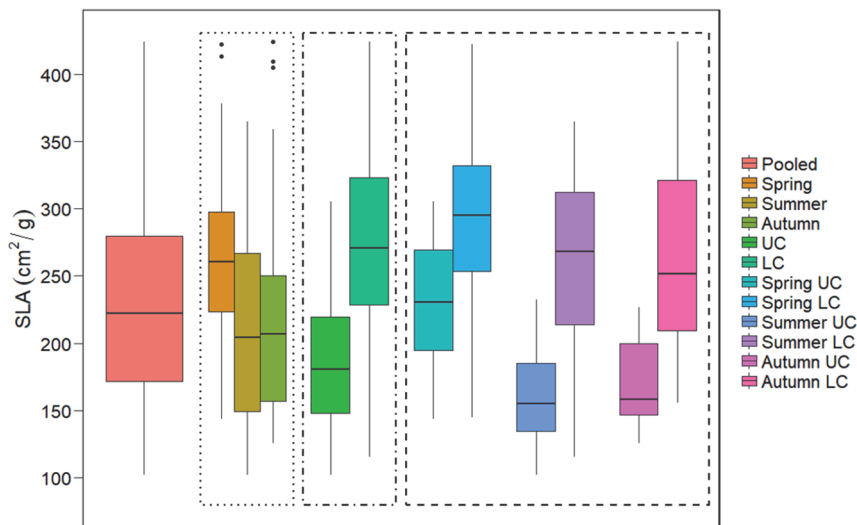 SLA (cm²/g)
400
350
300
250
200
150
100
Pooled
Spring
Summer
Autumn
UC
LC
Spring UC
Spring LC
Summer UC
Summer LC
Autumn UC
Autumn LC